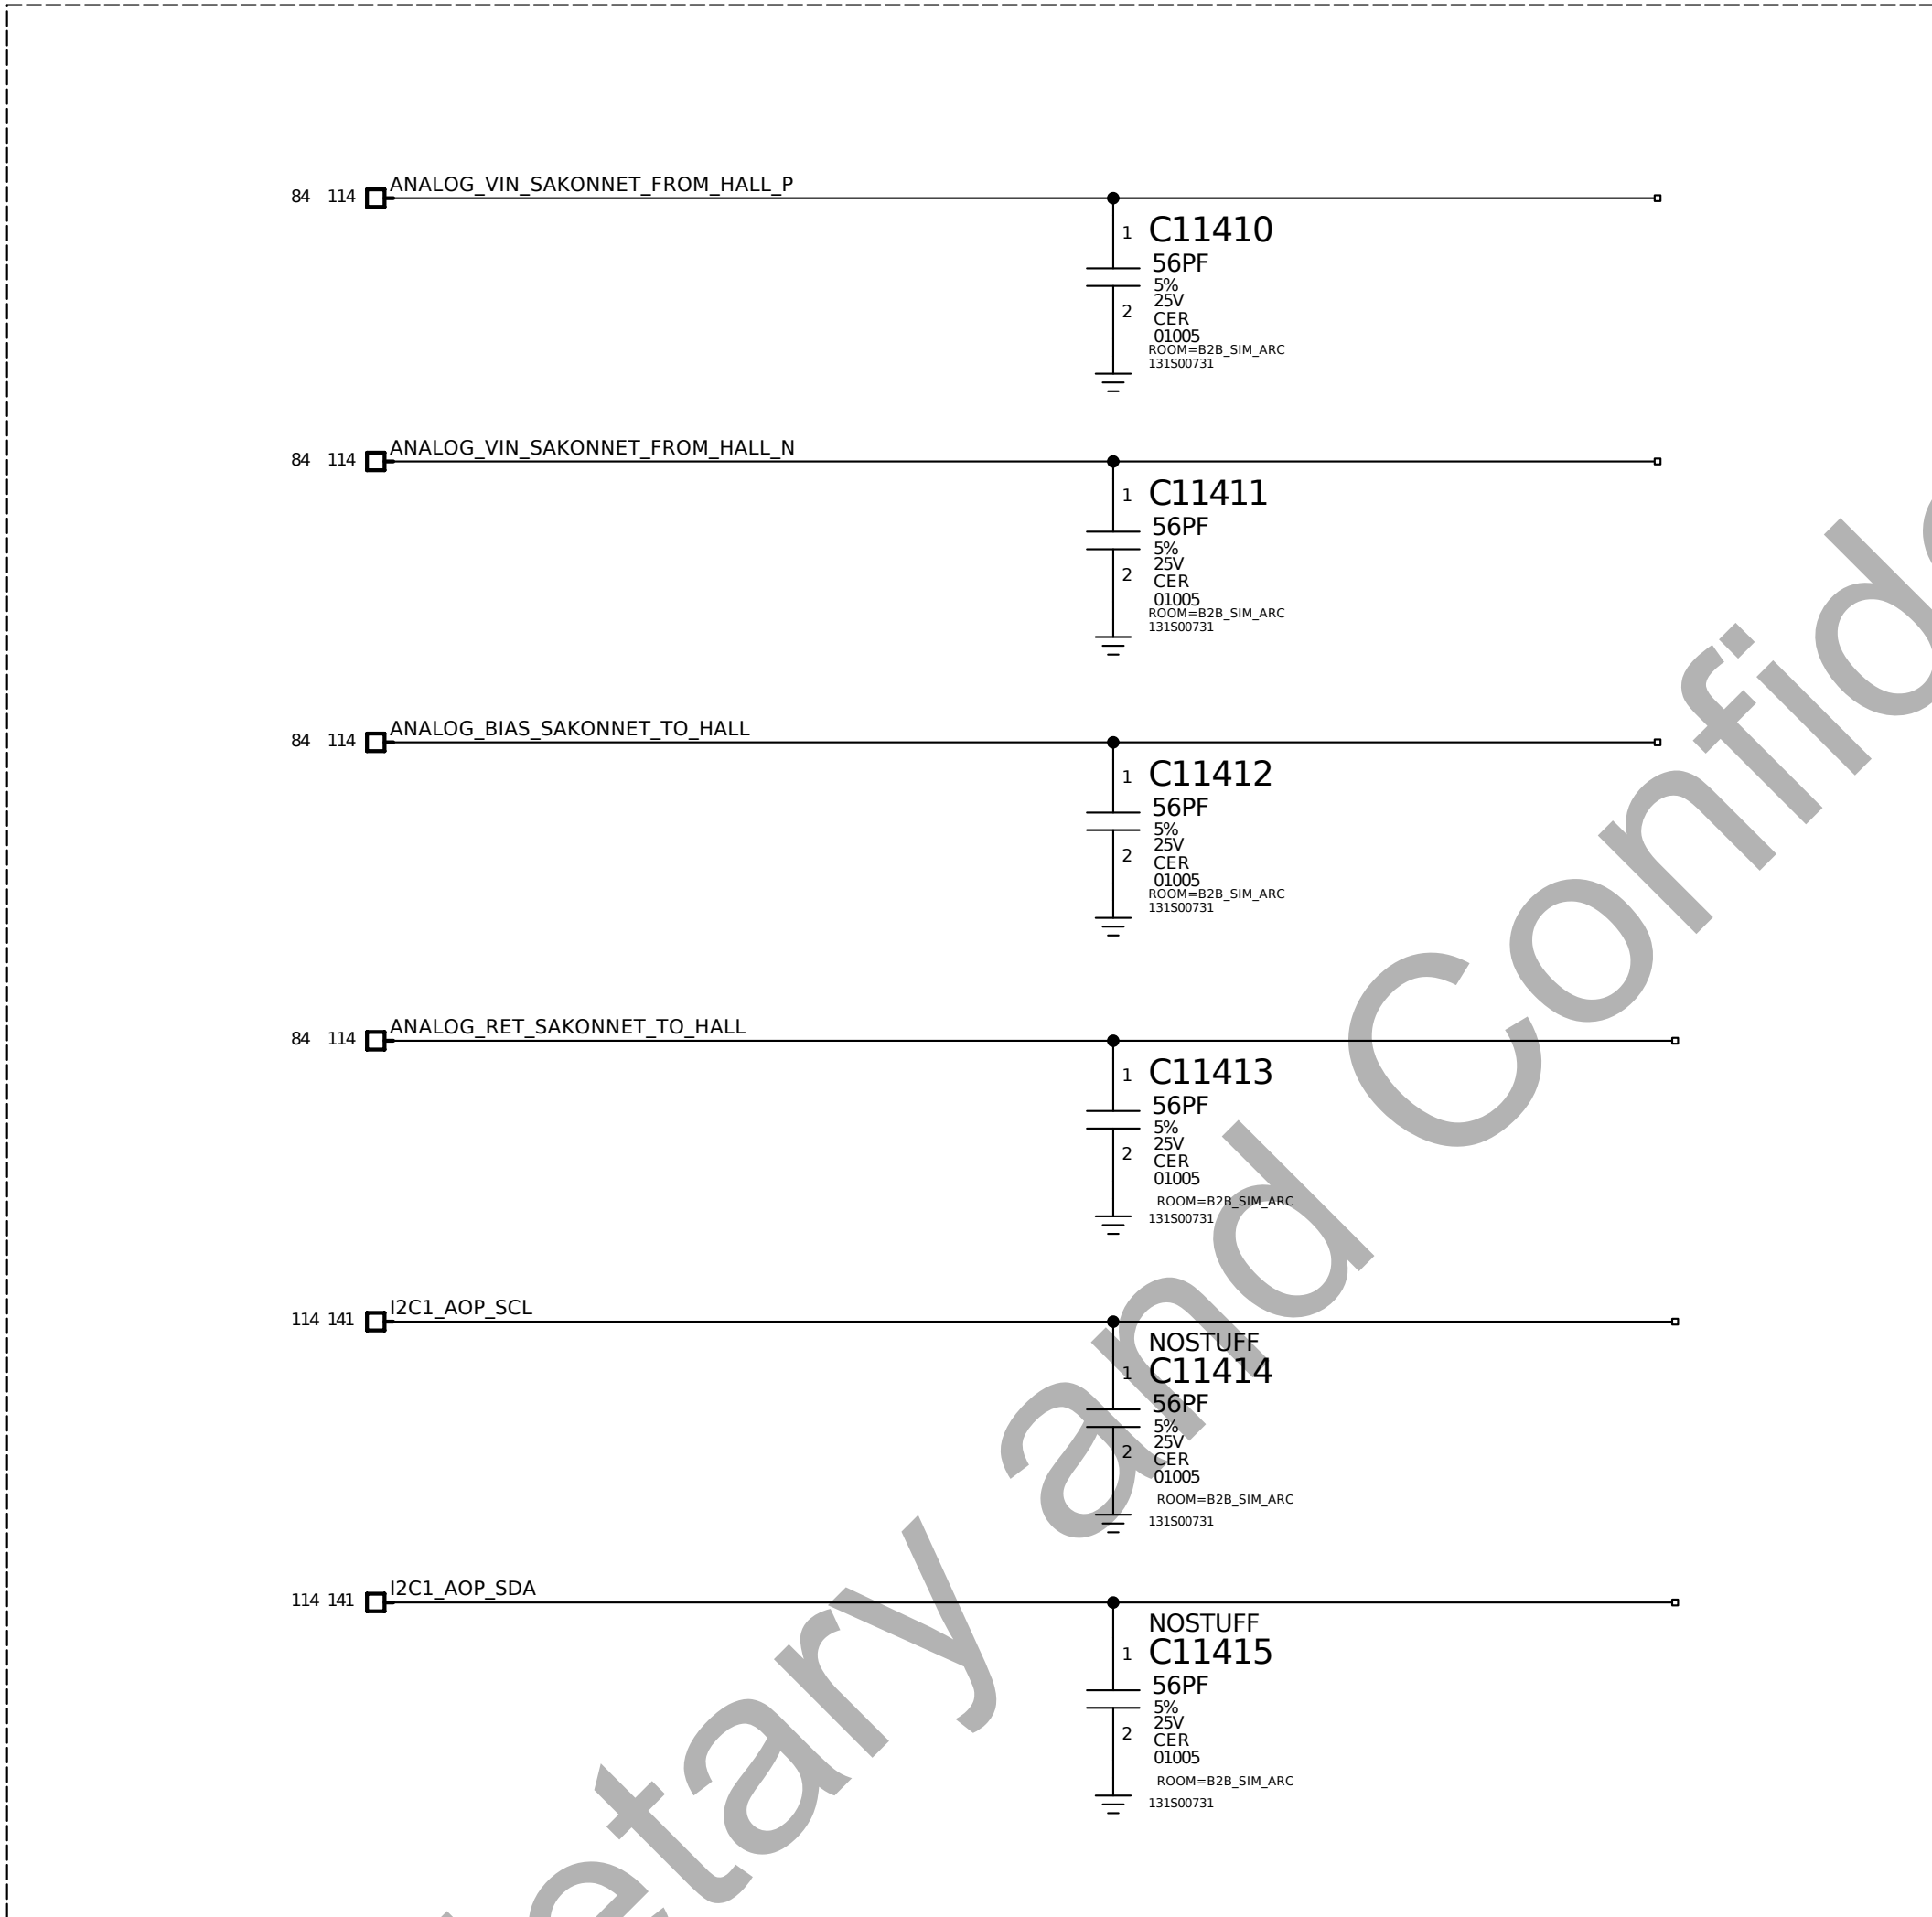 84 114 ANALOG_VIN_SAKONNET_FROM_HALL_P
1 C11410
56PF
5%
25V
2 CER
01005
ROOM=B2B_SIM_ARC
131S00731
84 114 ANALOG_VIN_SAKONNET_FROM_HALL_N
1 C11411
56PF
5%
25V
2 CER
01005
ROOM=B2B_SIM_ARC
131S00731
84 114 ANALOG_BIAS_SAKONNET_TO_HALL
1 C11412
56PF
5%
25V
2 CER
01005
ROOM=B2B_SIM_ARC
131S00731
84 114 ANALOG_RET_SAKONNET_TO_HALL
1 C11413
56PF
5%
25V
2 CER
01005
ROOM=B2B_SIM_ARC
131S00731
114 141 I2C1_AOP_SCL
NOSTUFF
1 C11414
56PF
5%
25V
2 CER
01005
ROOM=B2B_SIM_ARC
131S00731
114 141 I2C1_AOP_SDA
NOSTUFF
1 C11415
56PF
5%
25V
2 CER
01005
ROOM=B2B_SIM_ARC
131S00731
etary and Confid